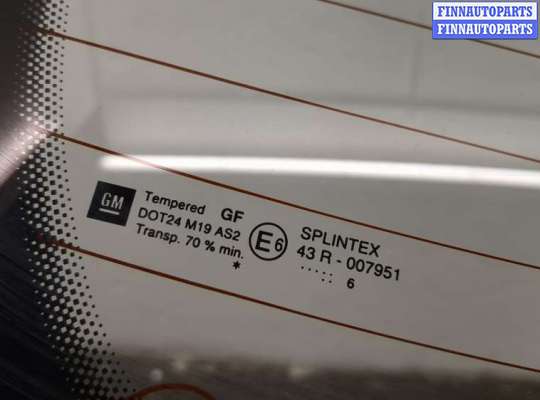 FINNAUTOPARTS
FINNAUTOPARTS
GM
Tempered GF
DOT24 M19 AS2
Transp. 70 % min.
*
E6
SPLINTEX
43 R - 007951
..... 6